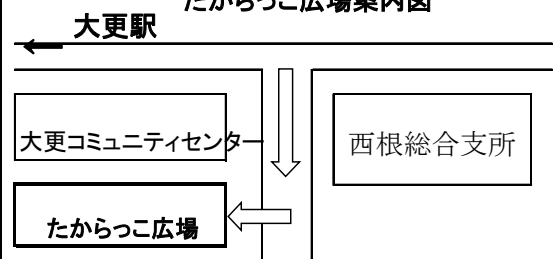 たからっこ広場案内図
大更駅
大更コミュニティセンター
西根総合支所
たからっこ広場